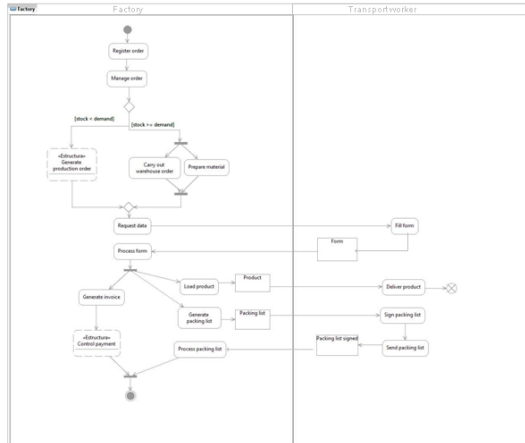 Factory
Factory
Transportworker
Register order
Manage order
[stock < demand]
[stock >= demand]
«Estructura»
Generate
production order
Carry out
warehouse order
Prepare material
Request data
Fill form
Form
Process form
Load product
Product
Deliver product
Generate invoice
Generate
packing list
Packing list
Sign packing list
«Estructura»
Control payment
Process packing list
Packing list signed
Send packing list